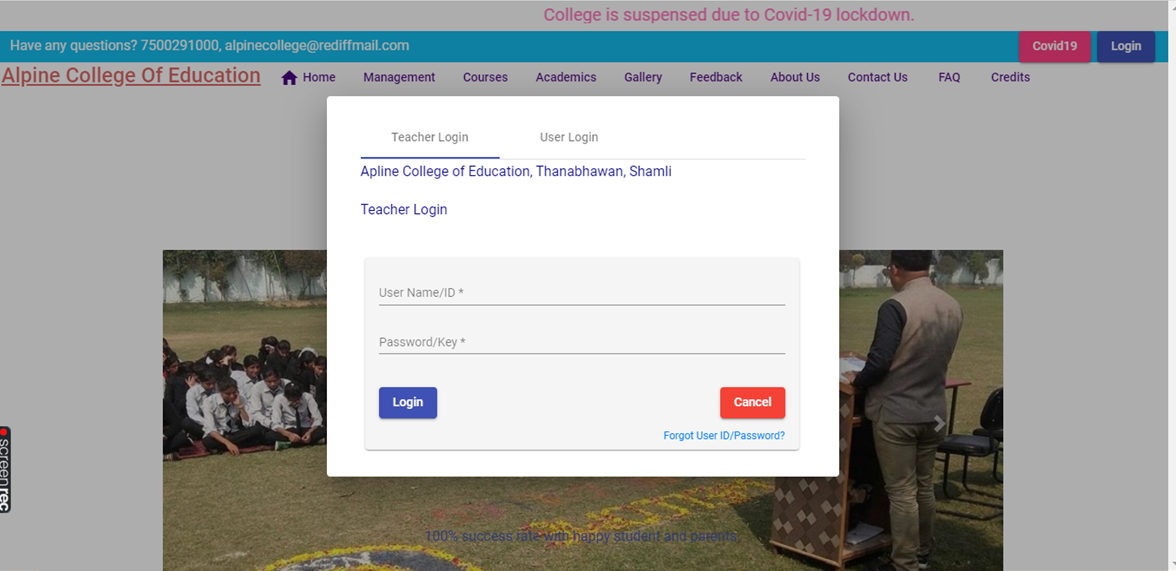 College is suspensed due to Covid-19 lockdown.
Have any questions? 7500291000, alpinecollege@rediffmail.com
Covid19
Login
Alpine College Of Education
Home
Management
Courses
Academics
Gallery
Feedback
About Us
Contact Us
FAQ
Credits
Teacher Login
User Login
Apline College of Education, Thanabhawan, Shamli
Teacher Login
User Name/ID *
Password/Key *
Login
Cancel
Forgot User ID/Password?
100% success rate with happy student and parents.
screenrec